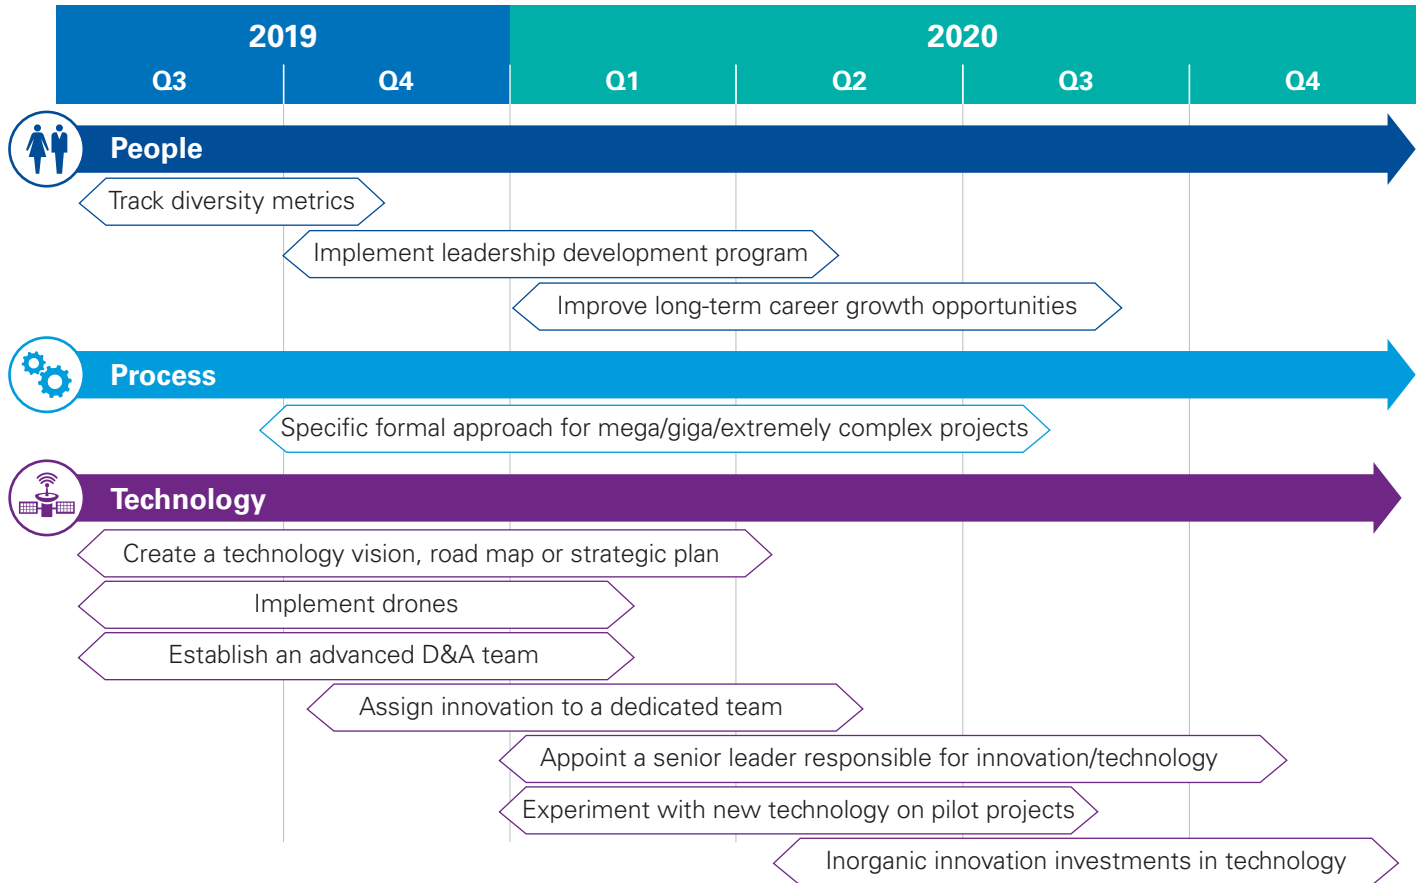 2019 2020
Q3 Q4 Q1 Q2 Q3 Q4
People
Track diversity metrics
Implement leadership development program
Improve long-term career growth opportunities
Process
Specific formal approach for mega/giga/extremely complex projects
Technology
Create a technology vision, road map or strategic plan
Implement drones
Establish an advanced D&A team
Assign innovation to a dedicated team
Appoint a senior leader responsible for innovation/technology
Experiment with new technology on pilot projects
Inorganic innovation investments in technology